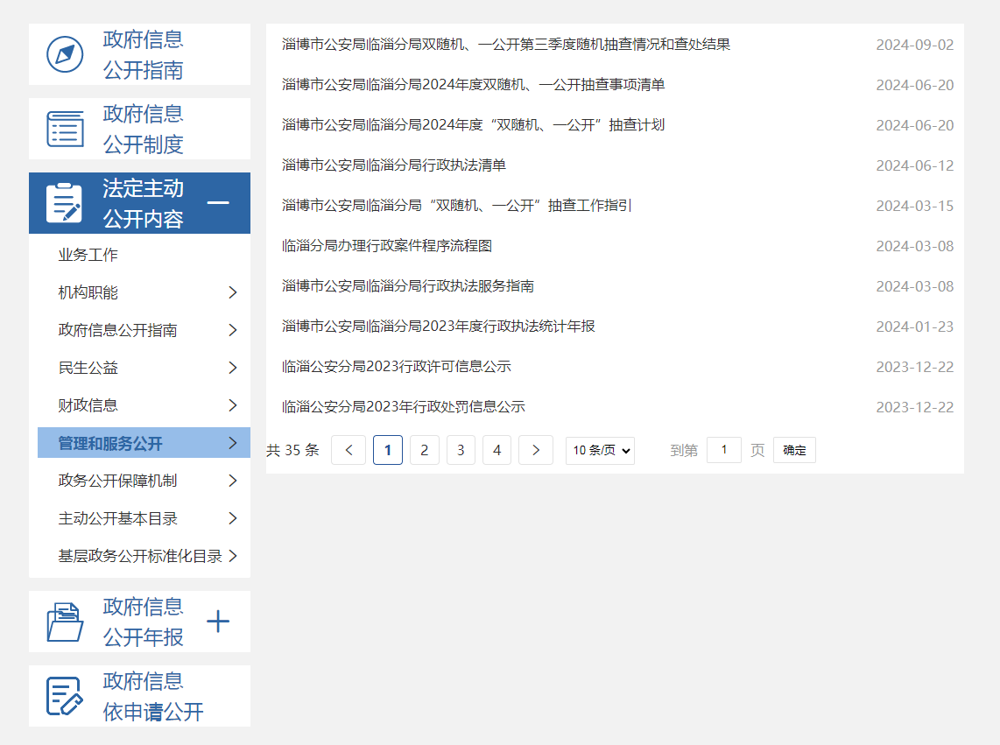 政府信息
公开指南
政府信息
公开制度
法定主动
公开内容
业务工作
机构职能
政府信息公开指南
民生公益
财政信息
管理和服务公开
政务公开保障机制
主动公开基本目录
基层政务公开标准化目录
政府信息
公开年报
政府信息
依申请公开
淄博市公安局临淄分局双随机、一公开第三季度随机抽查情况和查处结果 2024-09-02
淄博市公安局临淄分局2024年度双随机、一公开抽查事项清单 2024-06-20
淄博市公安局临淄分局2024年度“双随机、一公开”抽查计划 2024-06-20
淄博市公安局临淄分局行政执法清单 2024-06-12
淄博市公安局临淄分局“双随机、一公开”抽查工作指引 2024-03-15
临淄分局办理行政案件程序流程图 2024-03-08
淄博市公安局临淄分局行政执法服务指南 2024-03-08
淄博市公安局临淄分局2023年度行政执法统计年报 2024-01-23
临淄公安分局2023行政许可信息公示 2023-12-22
临淄公安分局2023年行政处罚信息公示 2023-12-22
共 35 条 1 2 3 4 10 条/页 到第 1 页 确定